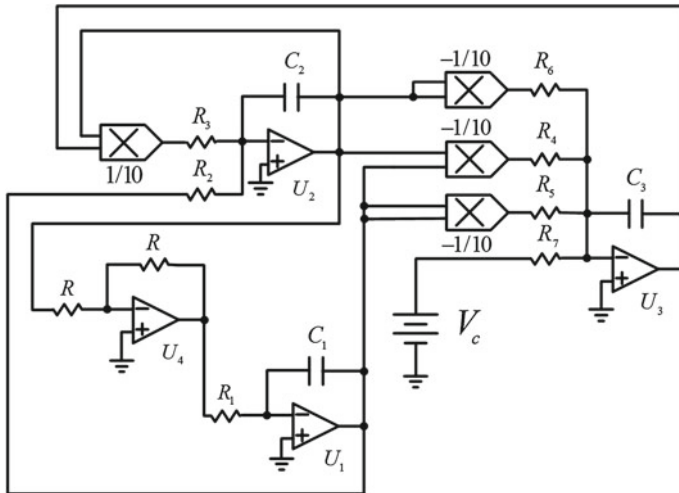 C₂
−1/10
R₆
R₃
−1/10
R₄
1/10
R₂
U₂
R₅
C₃
−1/10
R₇
R
R
U₃
U₄
C₁
V_c
R₁
U₁